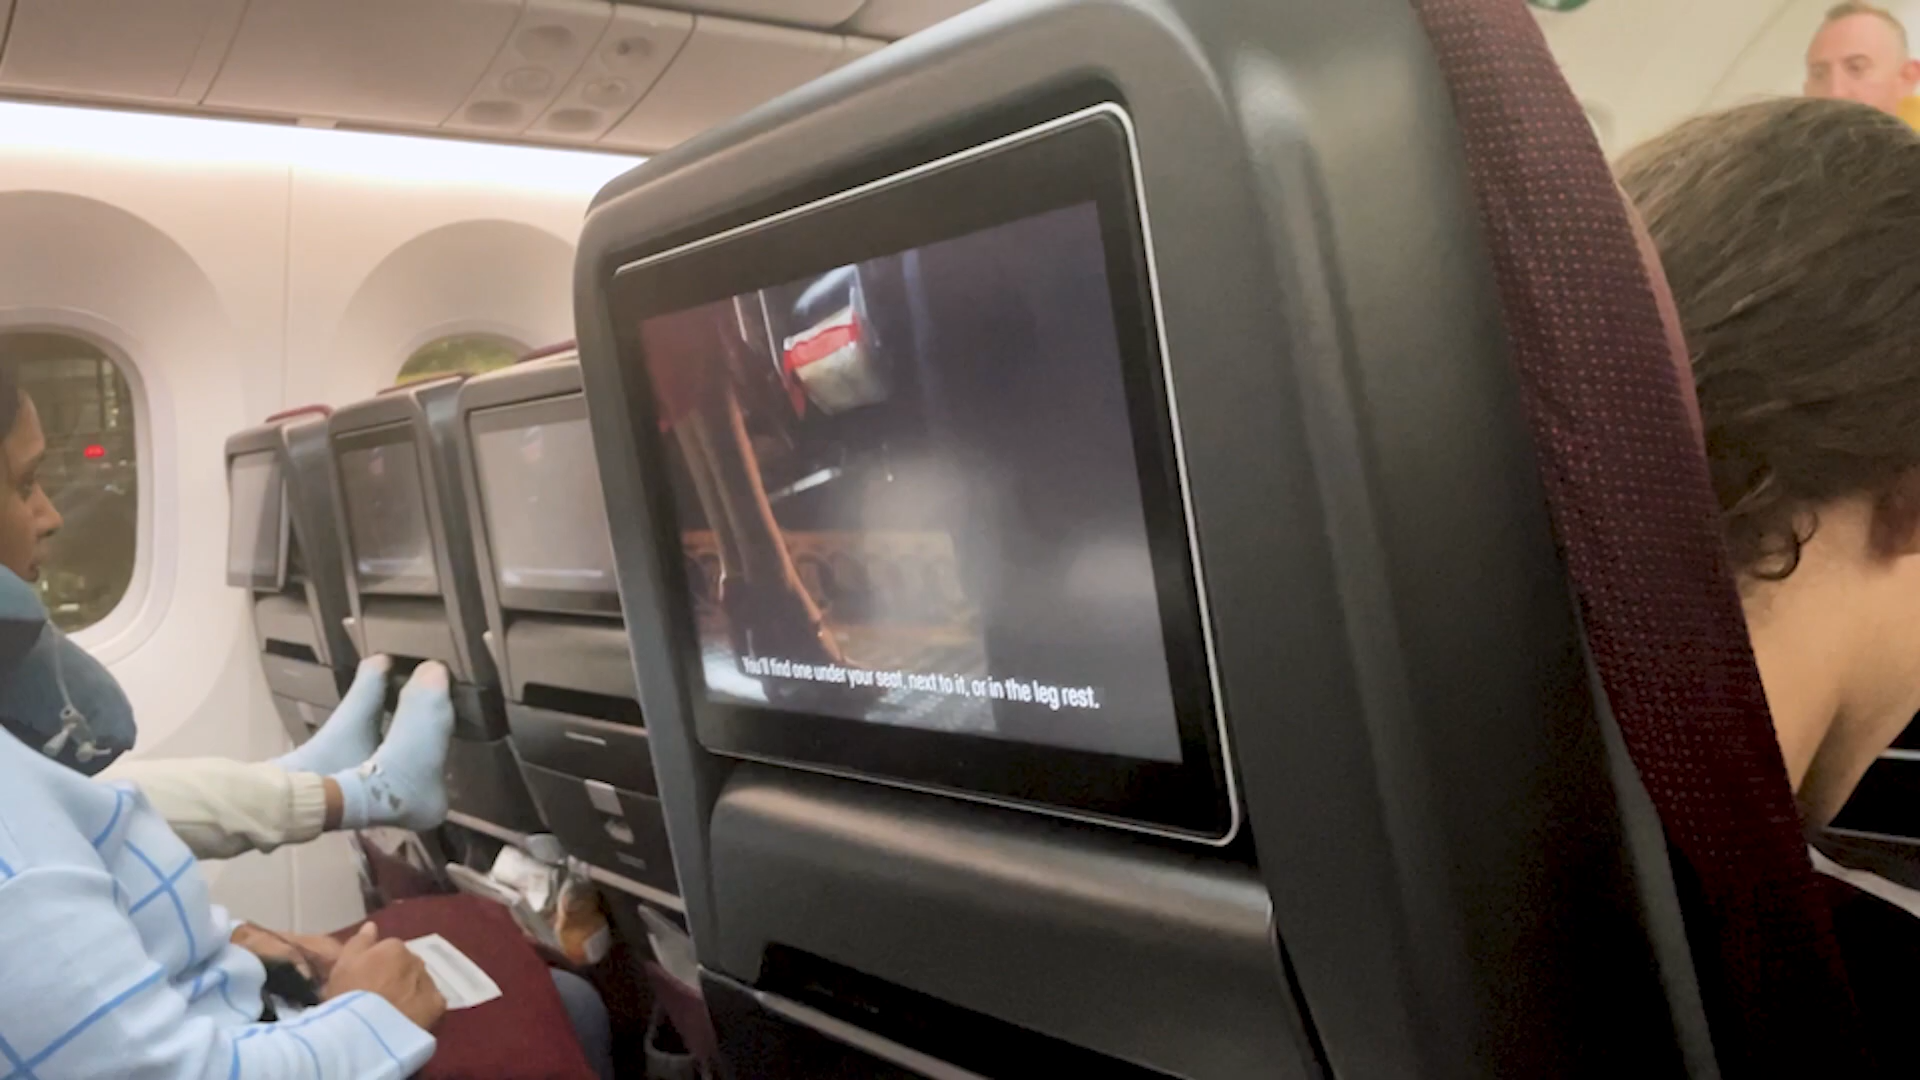 You'll find one under your seat, next to it, or in the leg rest.